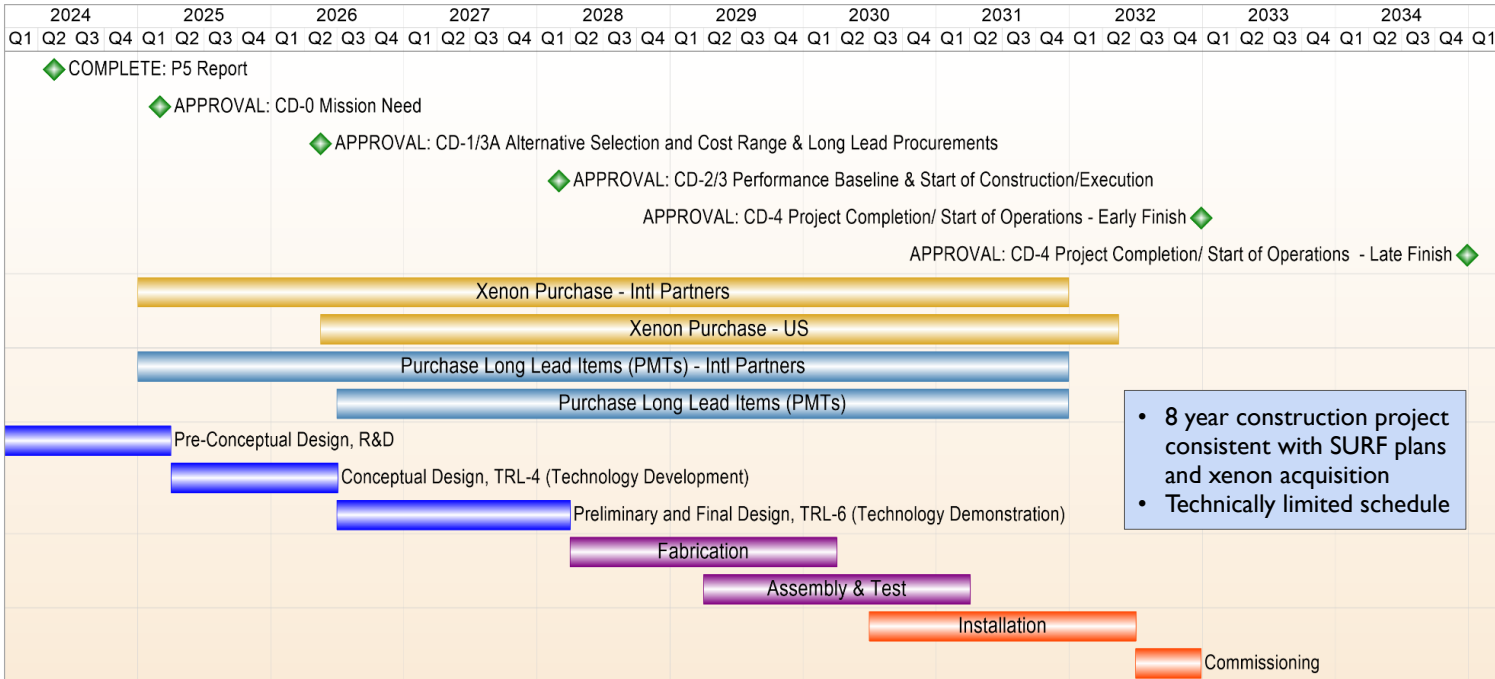 2024 2025 2026 2027 2028 2029 2030 2031 2032 2033 2034
Q1 Q2 Q3 Q4 Q1 Q2 Q3 Q4 Q1 Q2 Q3 Q4 Q1 Q2 Q3 Q4 Q1 Q2 Q3 Q4 Q1 Q2 Q3 Q4 Q1 Q2 Q3 Q4 Q1 Q2 Q3 Q4 Q1 Q2 Q3 Q4 Q1 Q2 Q3 Q4 Q1 Q2 Q3 Q4 Q1
COMPLETE: P5 Report
APPROVAL: CD-0 Mission Need
APPROVAL: CD-1/3A Alternative Selection and Cost Range & Long Lead Procurements
APPROVAL: CD-2/3 Performance Baseline & Start of Construction/Execution
APPROVAL: CD-4 Project Completion/ Start of Operations - Early Finish
APPROVAL: CD-4 Project Completion/ Start of Operations - Late Finish
Xenon Purchase - Intl Partners
Xenon Purchase - US
Purchase Long Lead Items (PMTs) - Intl Partners
Purchase Long Lead Items (PMTs)
Pre-Conceptual Design, R&D
Conceptual Design, TRL-4 (Technology Development)
Preliminary and Final Design, TRL-6 (Technology Demonstration)
Fabrication
Assembly & Test
Installation
Commissioning
• 8 year construction project
consistent with SURF plans
and xenon acquisition
• Technically limited schedule